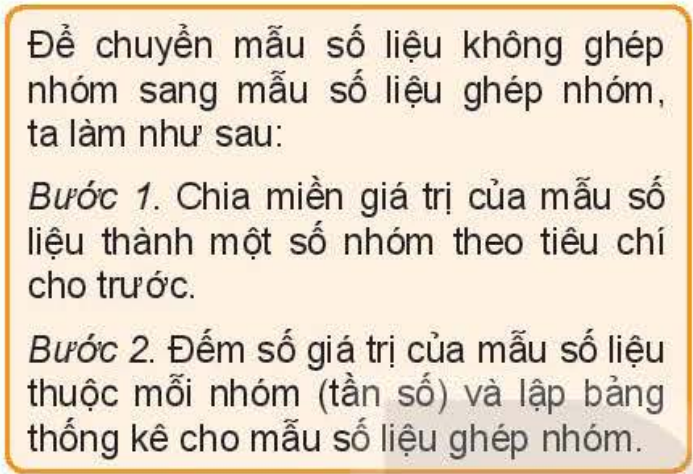 Để chuyển mẫu số liệu không ghép
nhóm sang mẫu số liệu ghép nhóm,
ta làm như sau:
Bước 1. Chia miền giá trị của mẫu số
liệu thành một số nhóm theo tiêu chí
cho trước.
Bước 2. Đếm số giá trị của mẫu số liệu
thuộc mỗi nhóm (tần số) và lập bảng
thống kê cho mẫu số liệu ghép nhóm.